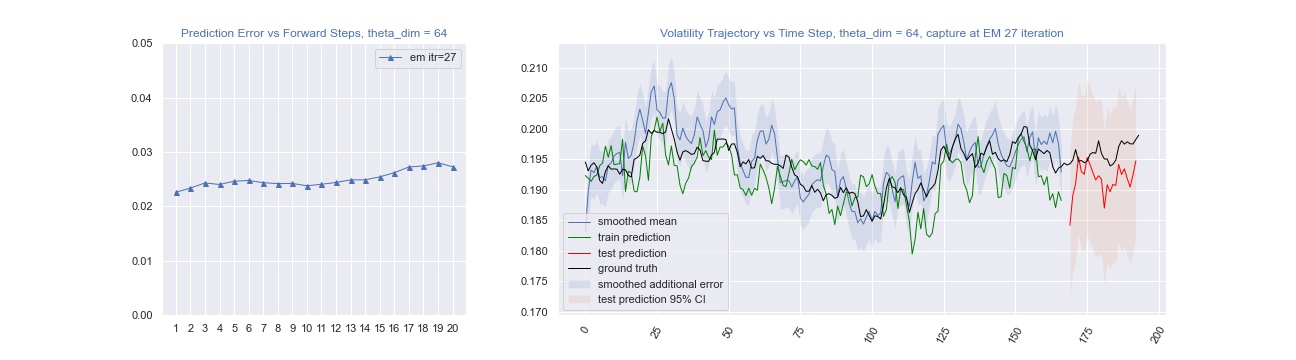 Prediction Error vs Forward Steps, theta_dim = 64
0.05
0.04
0.03
0.02
0.01
0.00
em itr=27
1 2 3 4 5 6 7 8 9 10 11 12 13 14 15 16 17 18 19 20
Volatility Trajectory vs Time Step, theta_dim = 64, capture at EM 27 iteration
0.210
0.205
0.200
0.195
0.190
0.185
0.180
0.175
0.170
smoothed mean
train prediction
test prediction
ground truth
smoothed additional error
test prediction 95% CI
0 25 50 75 100 125 150 175 200